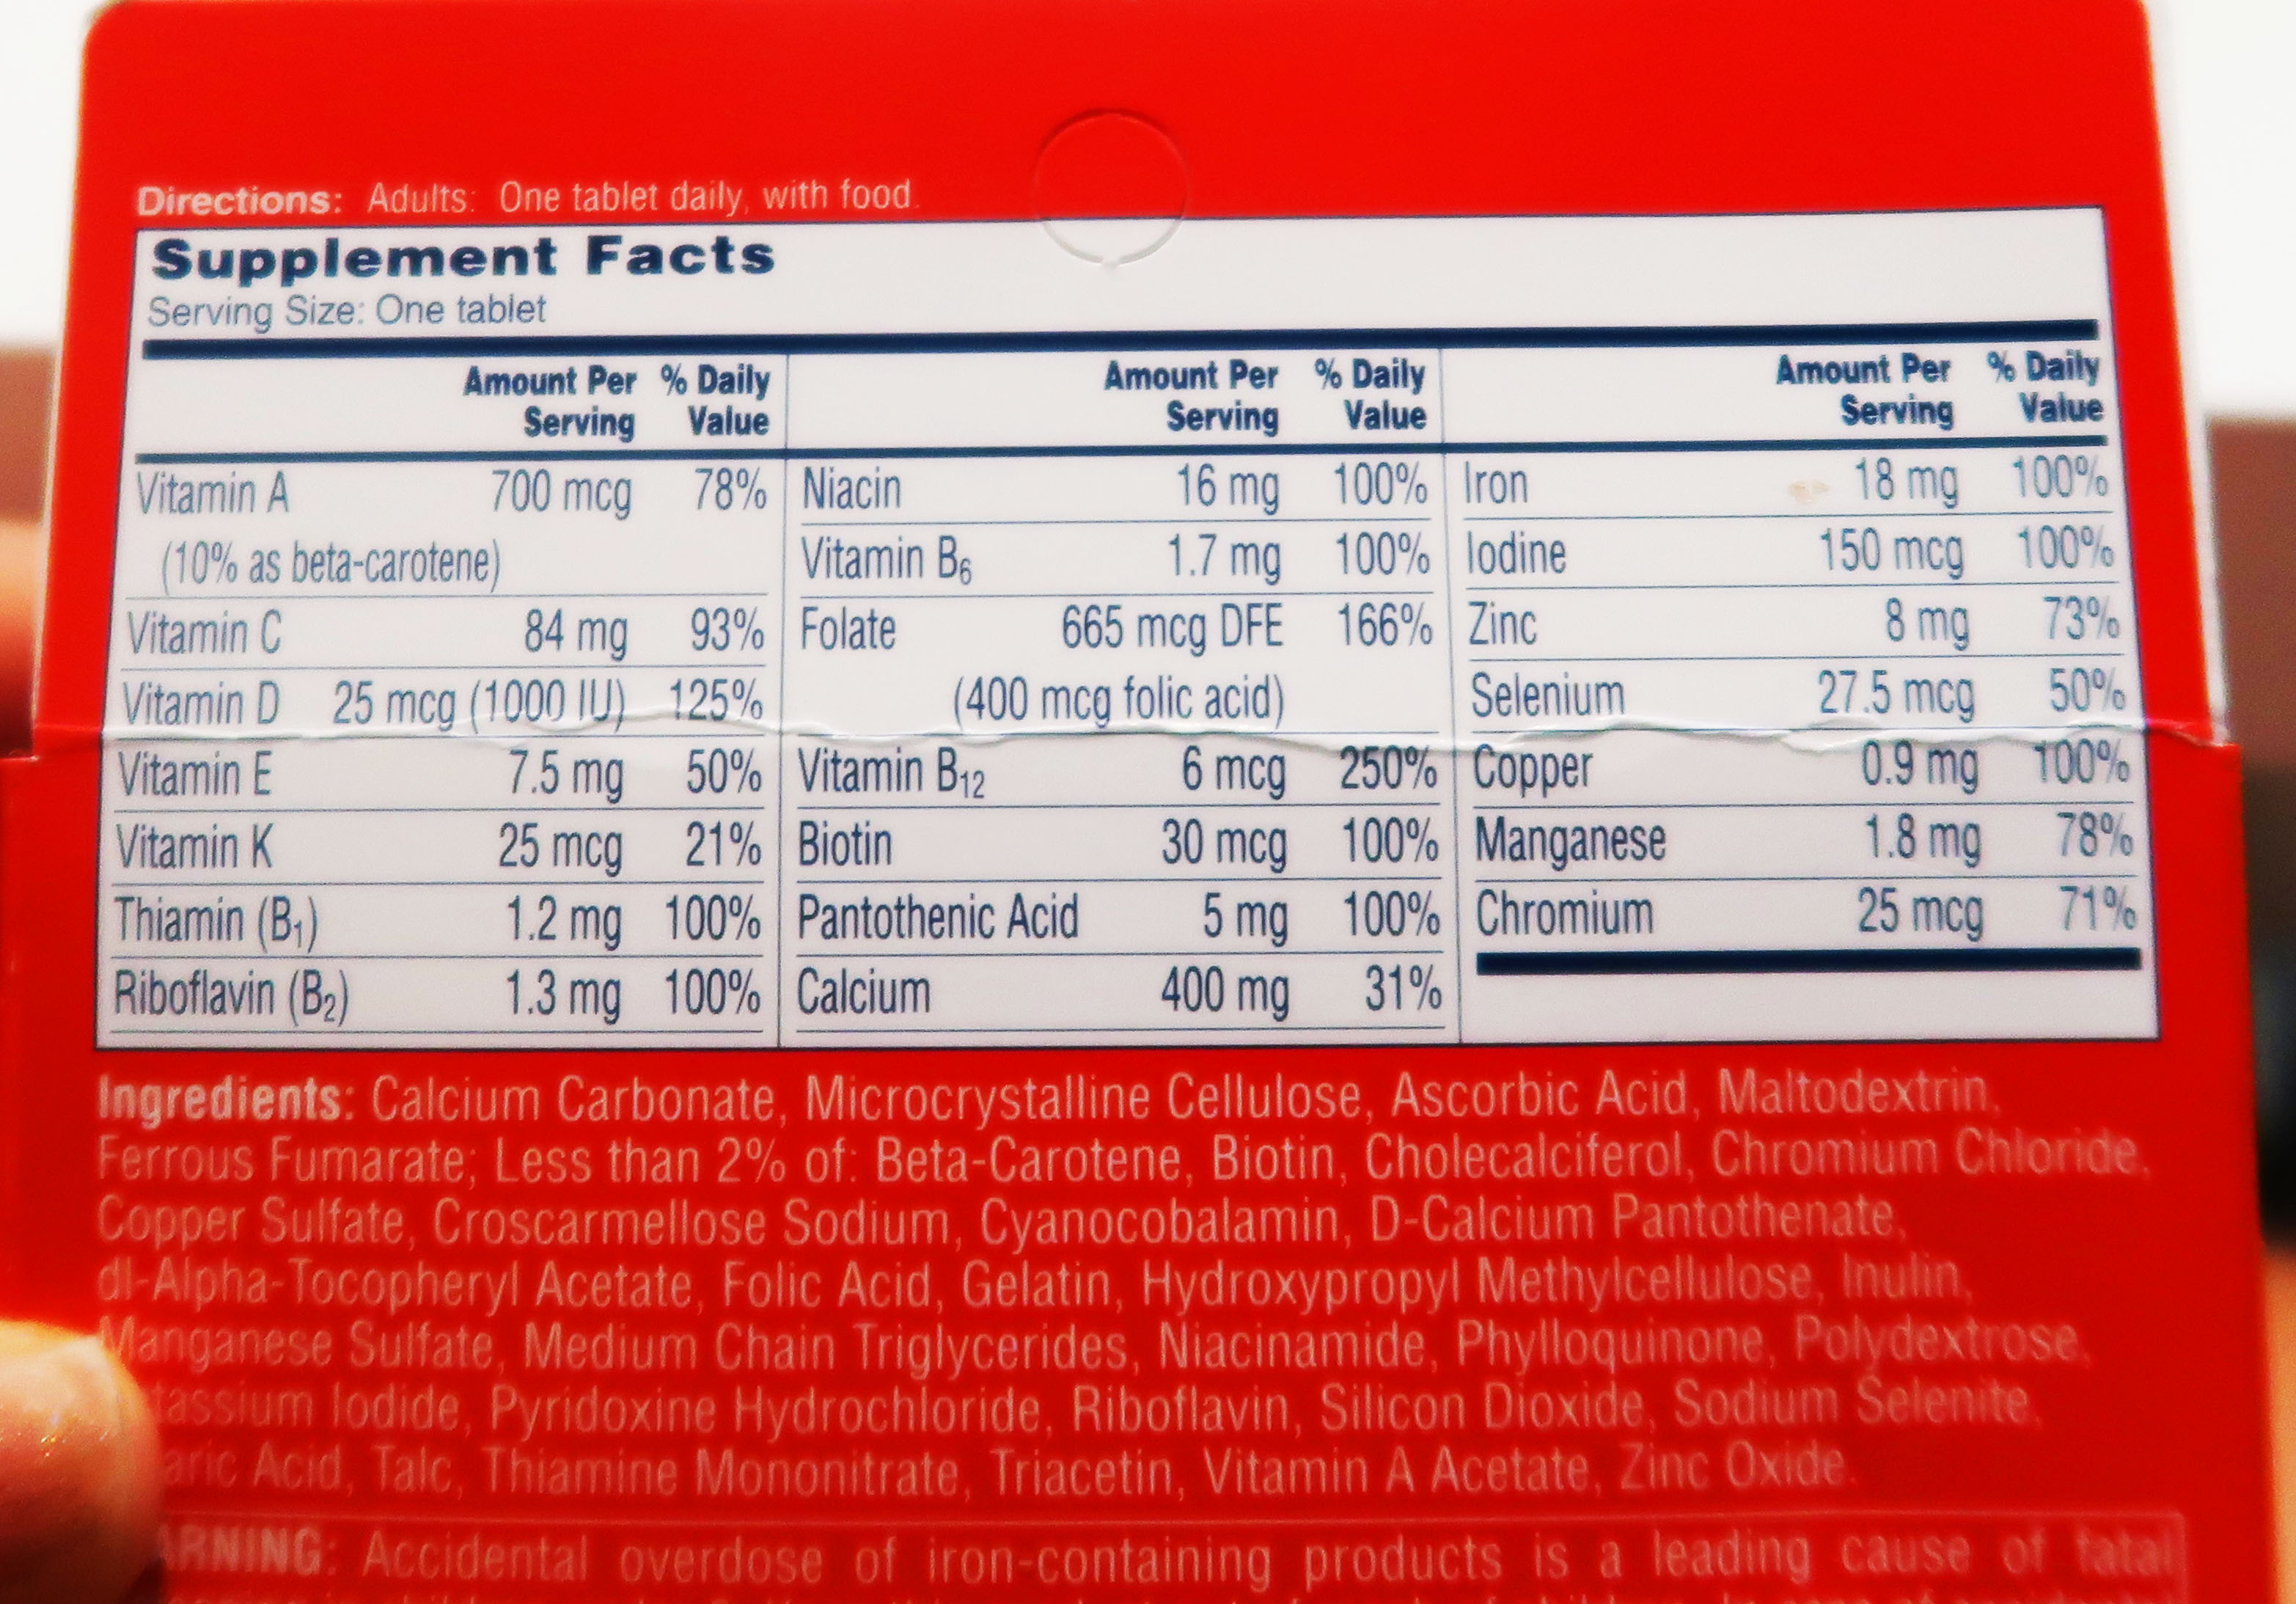 Directions: Adults: One tablet daily, with food.
Supplement Facts
Serving Size: One tablet
Amount Per Serving % Daily Value
Vitamin A 700 mcg 78%
(10% as beta-carotene)
Vitamin C 84 mg 93%
Vitamin D 25 mcg (1000 IU) 125%
Vitamin E 7.5 mg 50%
Vitamin K 25 mcg 21%
Thiamin (B1) 1.2 mg 100%
Riboflavin (B2) 1.3 mg 100%
Amount Per Serving % Daily Value
Niacin 16 mg 100%
Vitamin B6 1.7 mg 100%
Folate 665 mcg DFE 166%
(400 mcg folic acid)
Vitamin B12 6 mcg 250%
Biotin 30 mcg 100%
Pantothenic Acid 5 mg 100%
Calcium 400 mg 31%
Amount Per Serving % Daily Value
Iron 18 mg 100%
Iodine 150 mcg 100%
Zinc 8 mg 73%
Selenium 27.5 mcg 50%
Copper 0.9 mg 100%
Manganese 1.8 mg 78%
Chromium 25 mcg 71%
Ingredients: Calcium Carbonate, Microcrystalline Cellulose, Ascorbic Acid, Maltodextrin,
Ferrous Fumarate; Less than 2% of: Beta-Carotene, Biotin, Cholecalciferol, Chromium Chloride,
Copper Sulfate, Croscarmellose Sodium, Cyanocobalamin, D-Calcium Pantothenate,
dl-Alpha-Tocopheryl Acetate, Folic Acid, Gelatin, Hydroxypropyl Methylcellulose, Inulin,
Manganese Sulfate, Medium Chain Triglycerides, Niacinamide, Phylloquinone, Polydextrose,
Iodide, Pyridoxine Hydrochloride, Riboflavin, Silicon Dioxide, Sodium Selenite,
Acid, Talc, Thiamine Mononitrate, Triacetin, Vitamin A Acetate, Zinc Oxide.
Accidental overdose of iron-containing products is a leading cause of fatal